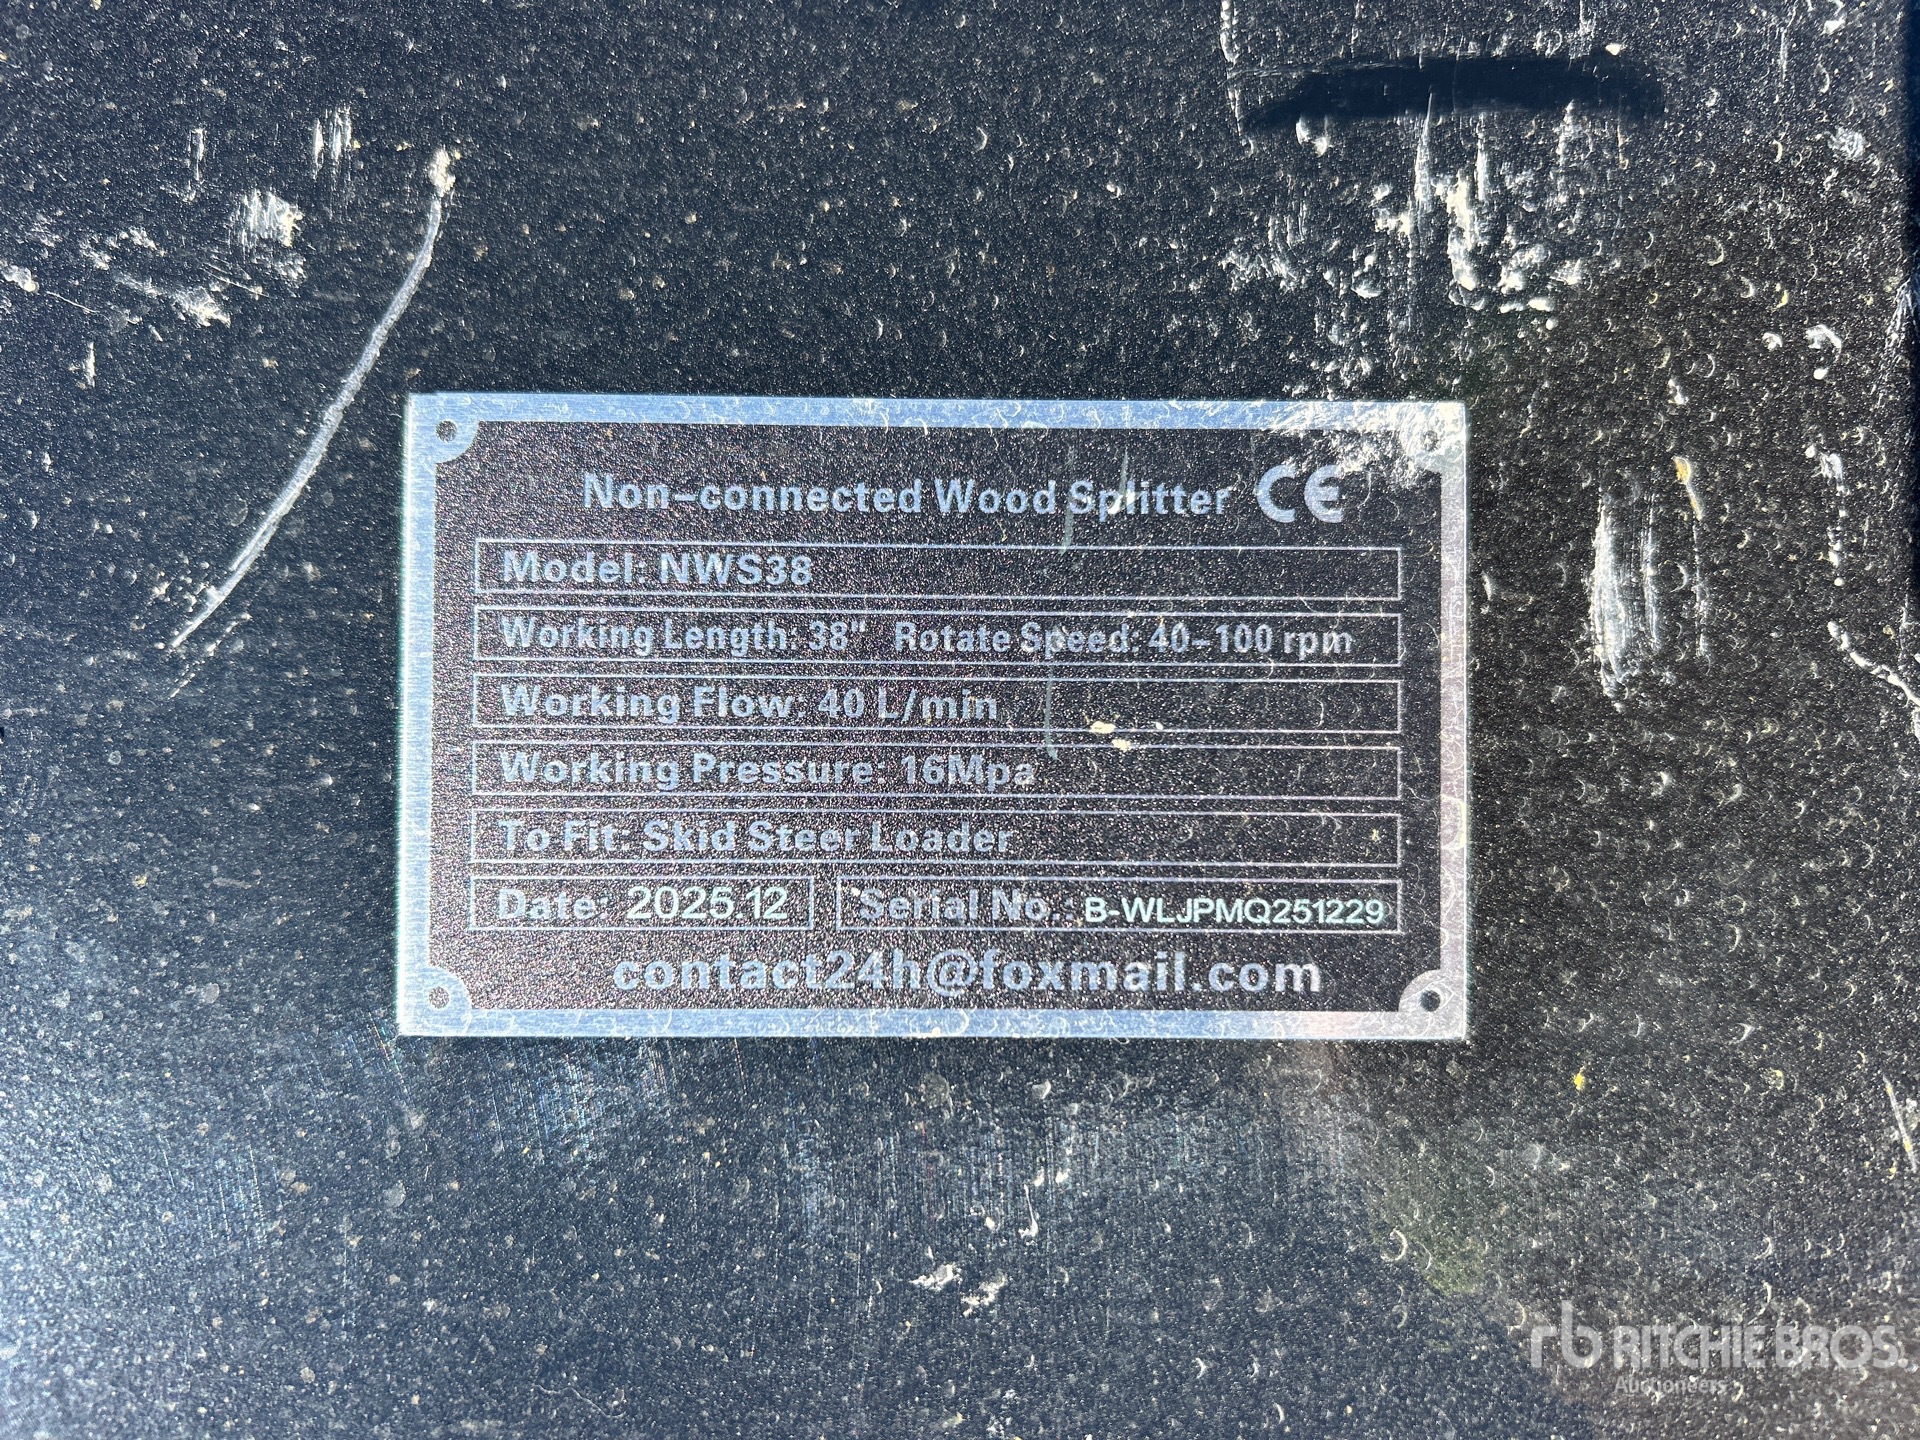 Non-connected Wood Splitter CE
Model: NWS38
Working Length: 38" Rotate Speed: 40-100 rpm
Working Flow: 40 L/min
Working Pressure: 16Mpa
To Fit: Skid Steer Loader
Date: 2025.12 Serial No.: B-WLJPMQ251229
contact24h@foxmail.com
rb RITCHIE BROS.
Auctioneers